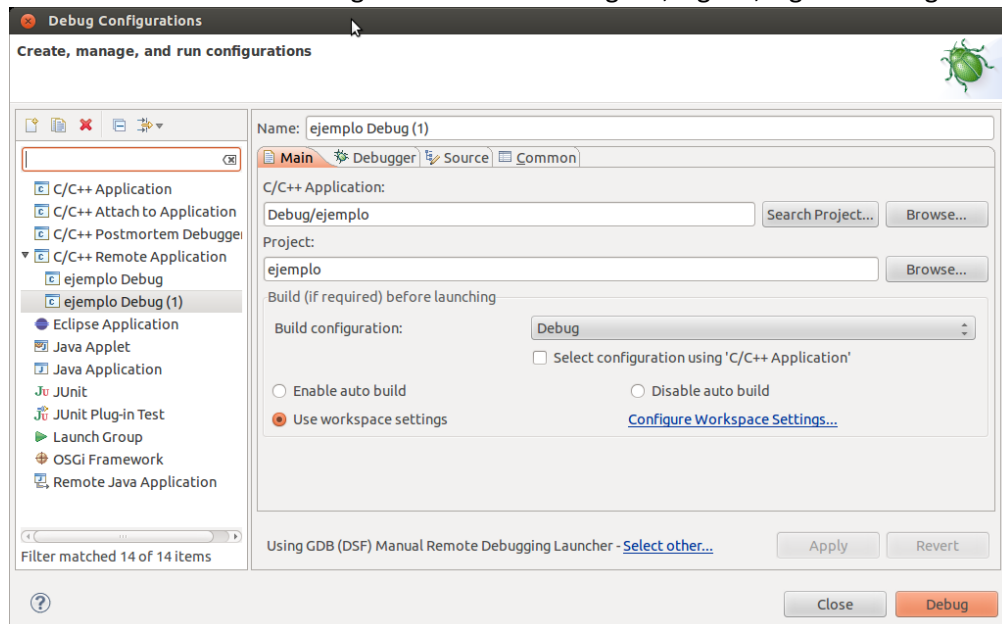 Debug Configurations
Create, manage, and run configurations
Name: ejemplo Debug (1)
Main Debugger Source Common
C/C++ Application:
Debug/ejemplo Search Project... Browse...
Project:
ejemplo Browse...
Build (if required) before launching
Build configuration: Debug
Select configuration using 'C/C++ Application'
Enable auto build Disable auto build
Use workspace settings Configure Workspace Settings...
C/C++ Application
C/C++ Attach to Application
C/C++ Postmortem Debugger
C/C++ Remote Application
ejemplo Debug
ejemplo Debug (1)
Eclipse Application
Java Applet
Java Application
Ju JUnit
JUnit Plug-in Test
Launch Group
OSGi Framework
Remote Java Application
Filter matched 14 of 14 items
Using GDB (DSF) Manual Remote Debugging Launcher - Select other... Apply Revert
? Close Debug